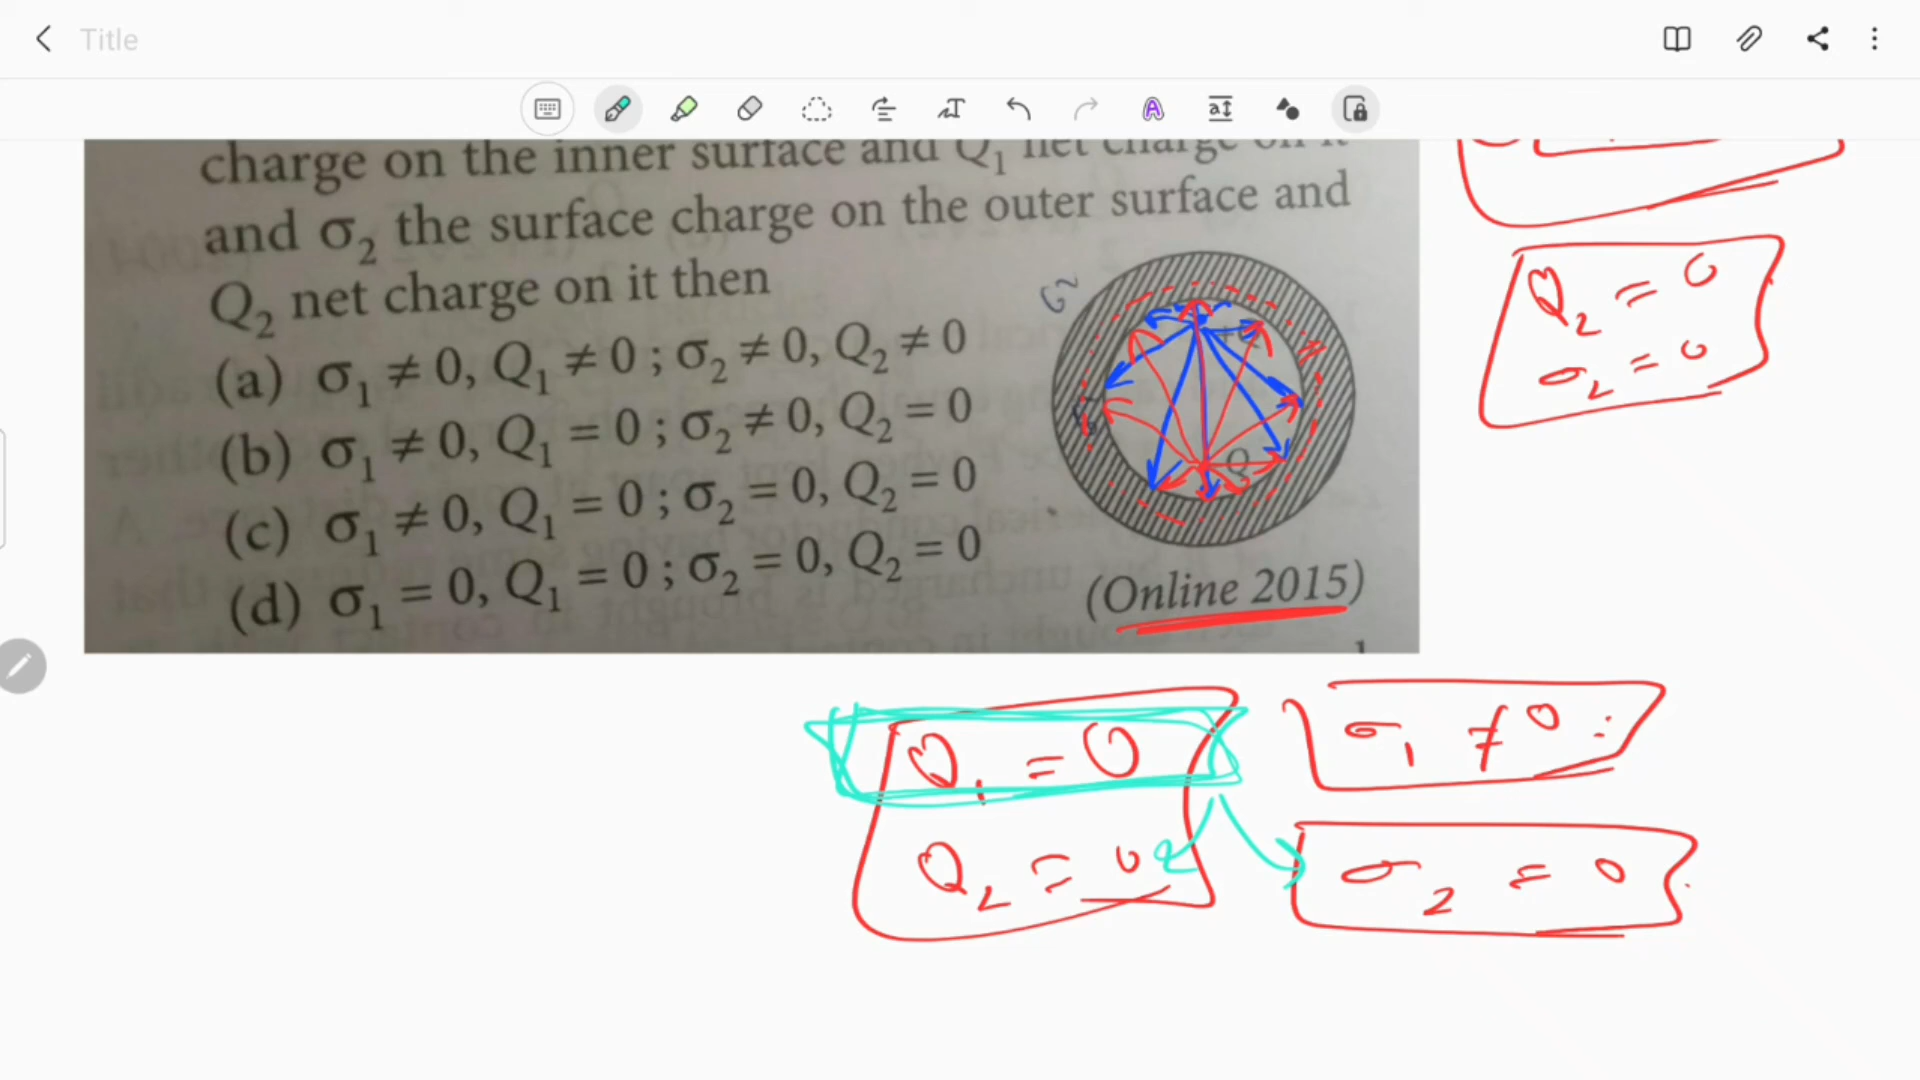 Title
charge on the inner surface and Q₁ net charge on it
and σ₂ the surface charge on the outer surface and
Q₂ net charge on it then
(a) σ₁ ≠ 0, Q₁ ≠ 0 ; σ₂ ≠ 0, Q₂ ≠ 0
(b) σ₁ ≠ 0, Q₁ = 0 ; σ₂ ≠ 0, Q₂ = 0
(c) σ₁ ≠ 0, Q₁ = 0 ; σ₂ = 0, Q₂ = 0
(d) σ₁ = 0, Q₁ = 0 ; σ₂ = 0, Q₂ = 0
σ₂
Q
(Online 2015)
Q₂ = 0
σ₂ = 0
Q₁ = 0
Q₂ = 0
σ₁ ≠ 0
σ₂ = 0